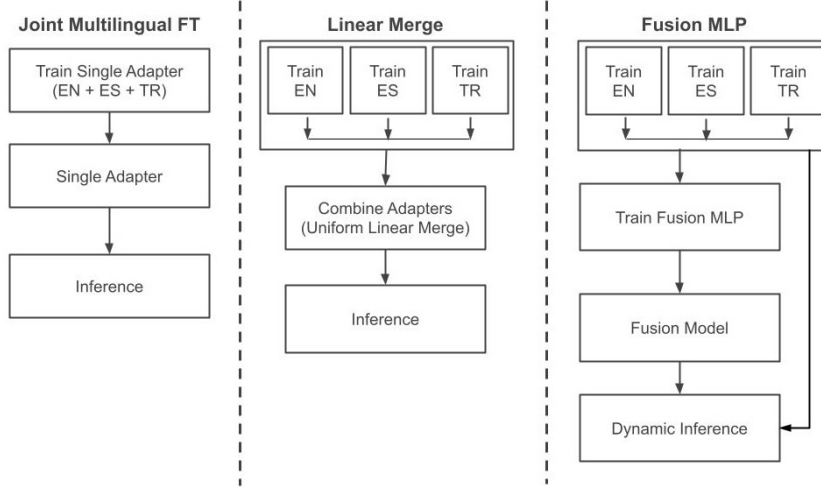 Joint Multilingual FT
Train Single Adapter
(EN + ES + TR)
Single Adapter
Inference
Linear Merge
Train
EN
Train
ES
Train
TR
Combine Adapters
(Uniform Linear Merge)
Inference
Fusion MLP
Train
EN
Train
ES
Train
TR
Train Fusion MLP
Fusion Model
Dynamic Inference